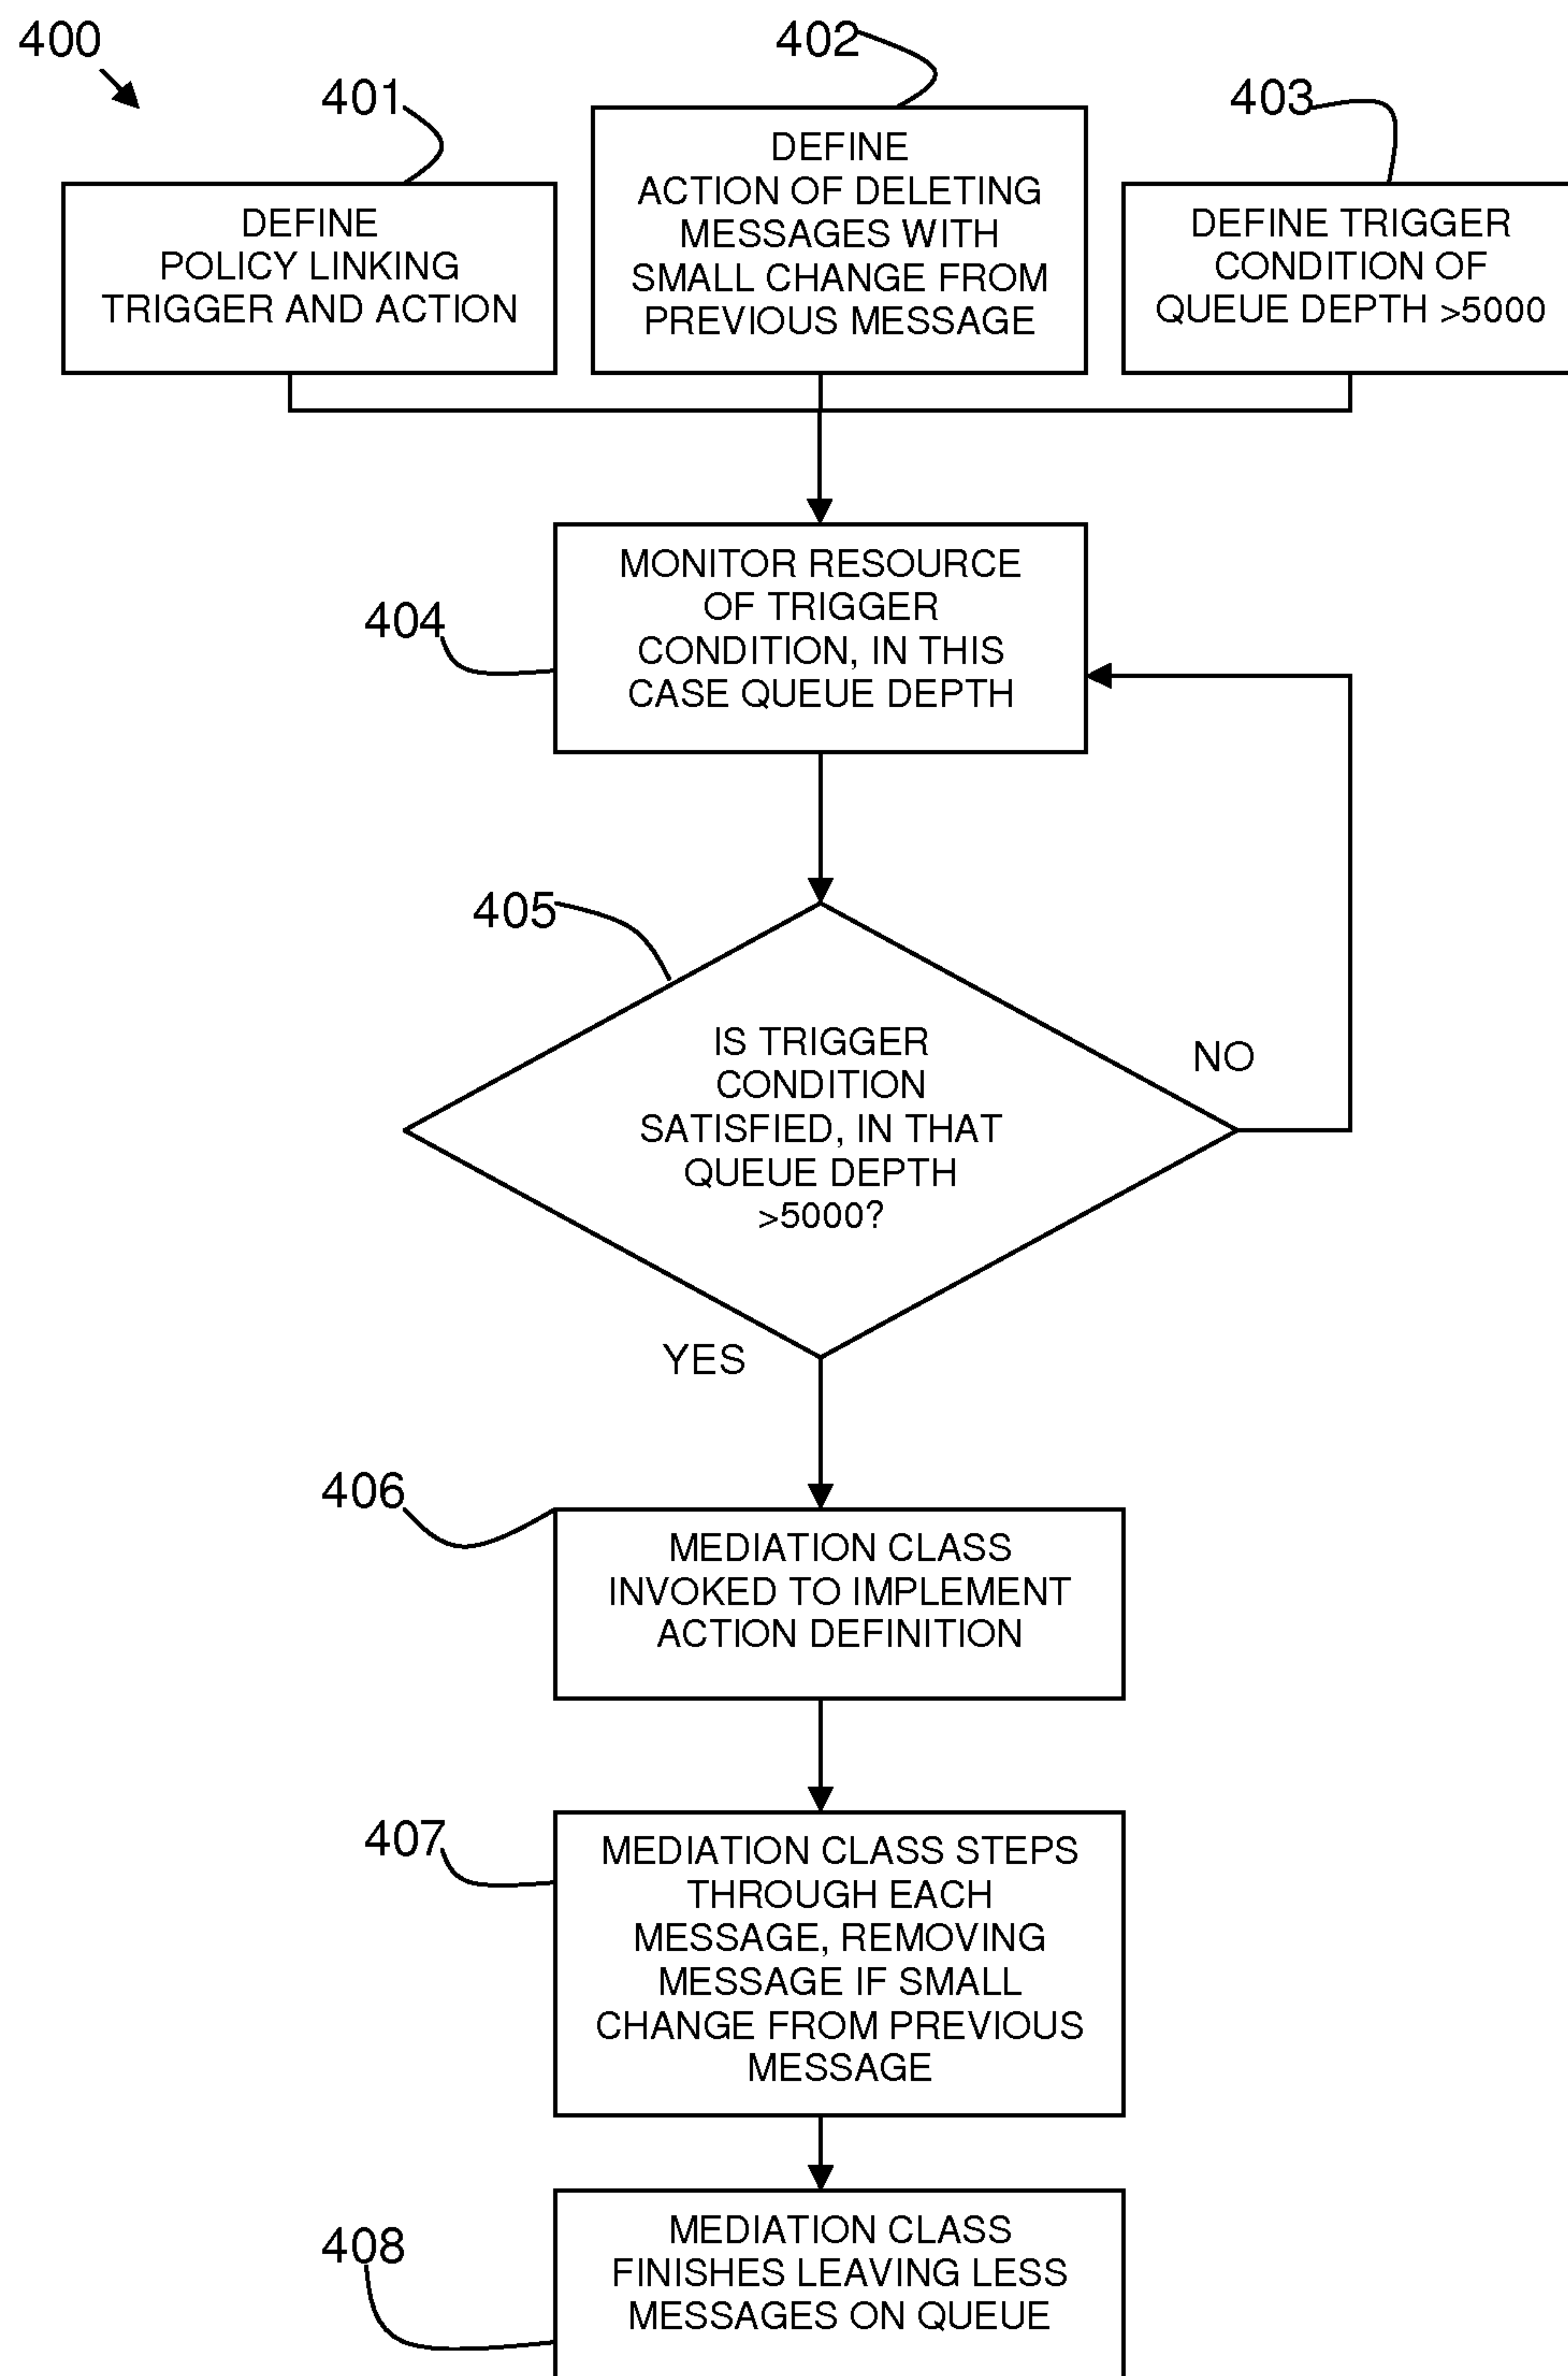 400
401
402
403
DEFINE
POLICY LINKING
TRIGGER AND ACTION
DEFINE
ACTION OF DELETING
MESSAGES WITH
SMALL CHANGE FROM
PREVIOUS MESSAGE
DEFINE TRIGGER
CONDITION OF
QUEUE DEPTH >5000
404
MONITOR RESOURCE
OF TRIGGER
CONDITION, IN THIS
CASE QUEUE DEPTH
405
IS TRIGGER
CONDITION
SATISFIED, IN THAT
QUEUE DEPTH
>5000?
NO
YES
406
MEDIATION CLASS
INVOKED TO IMPLEMENT
ACTION DEFINITION
407
MEDIATION CLASS STEPS
THROUGH EACH
MESSAGE, REMOVING
MESSAGE IF SMALL
CHANGE FROM PREVIOUS
MESSAGE
408
MEDIATION CLASS
FINISHES LEAVING LESS
MESSAGES ON QUEUE